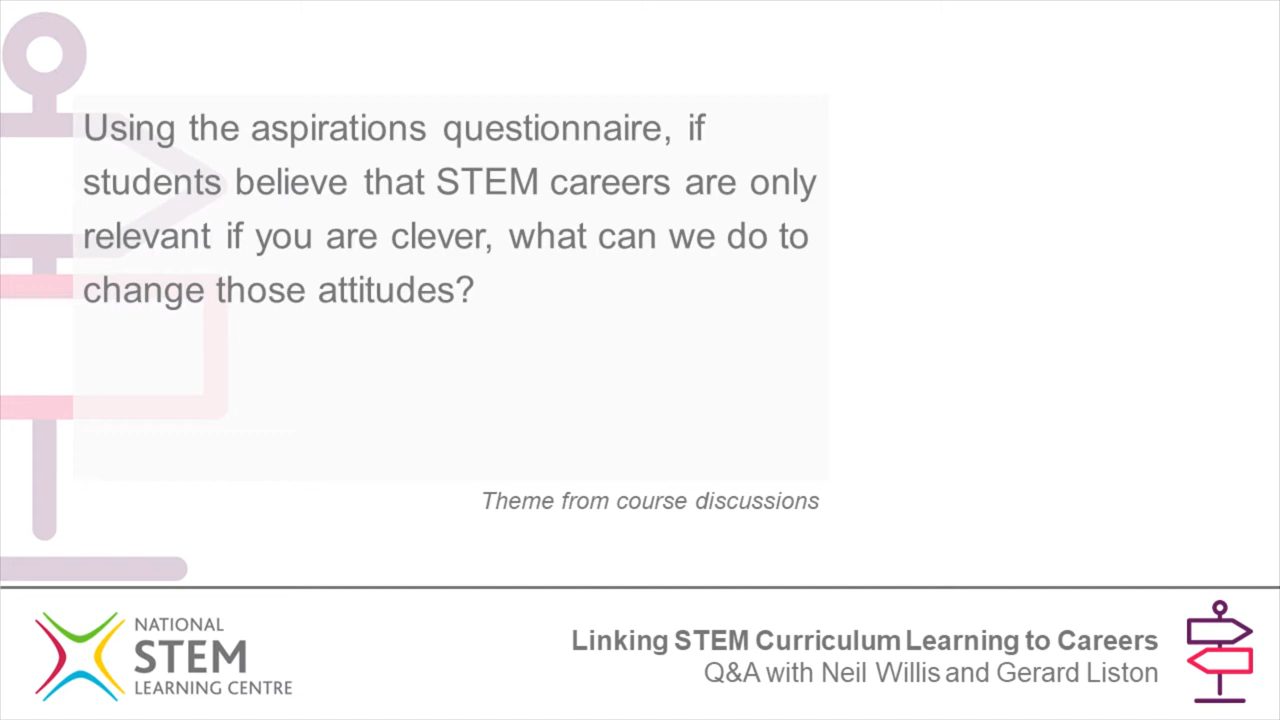 Using the aspirations questionnaire, if
students believe that STEM careers are only
relevant if you are clever, what can we do to
change those attitudes?
Theme from course discussions
NATIONAL
STEM
LEARNING CENTRE
Linking STEM Curriculum Learning to Careers
Q&A with Neil Willis and Gerard Liston